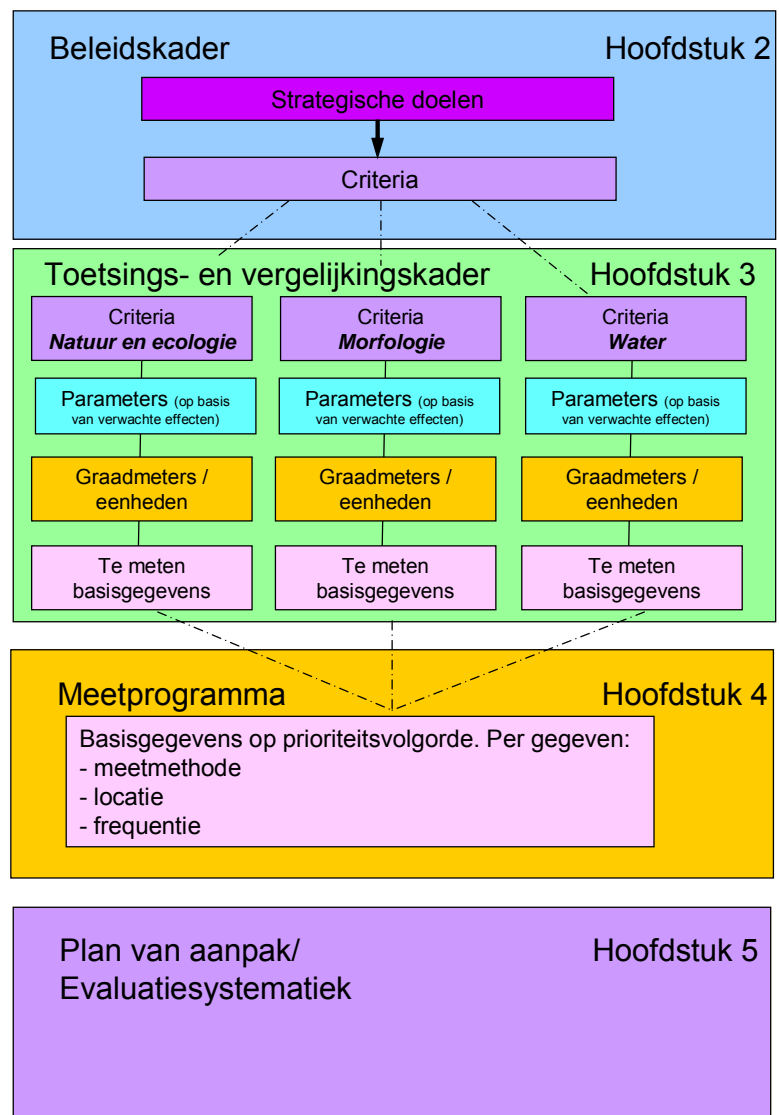 Beleidskader Hoofdstuk 2
Strategische doelen
Criteria
Toetsings- en vergelijkingskader Hoofdstuk 3
Criteria
Natuur en ecologie
Parameters (op basis
van verwachte effecten)
Graadmeters /
eenheden
Te meten
basisgegevens
Criteria
Morfologie
Parameters (op basis
van verwachte effecten)
Graadmeters /
eenheden
Te meten
basisgegevens
Criteria
Water
Parameters (op basis
van verwachte effecten)
Graadmeters /
eenheden
Te meten
basisgegevens
Meetprogramma Hoofdstuk 4
Basisgegevens op prioriteitsvolgorde. Per gegeven:
- meetmethode
- locatie
- frequentie
Plan van aanpak/ Hoofdstuk 5
Evaluatiesystematiek